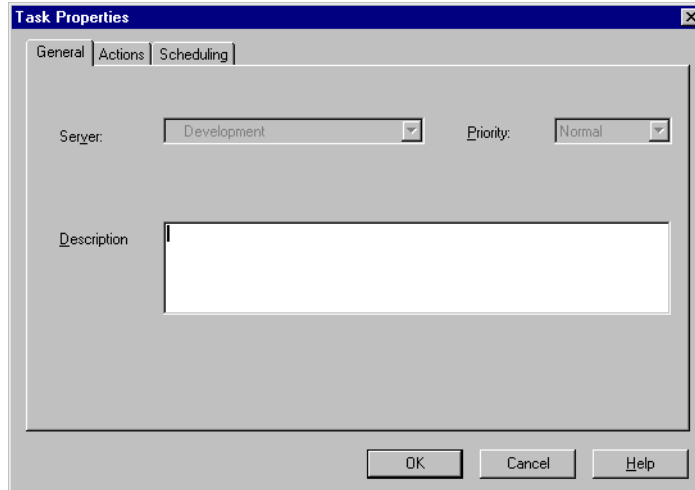 Task Properties
General Actions Scheduling
Server: Development Priority: Normal
Description
OK Cancel Help